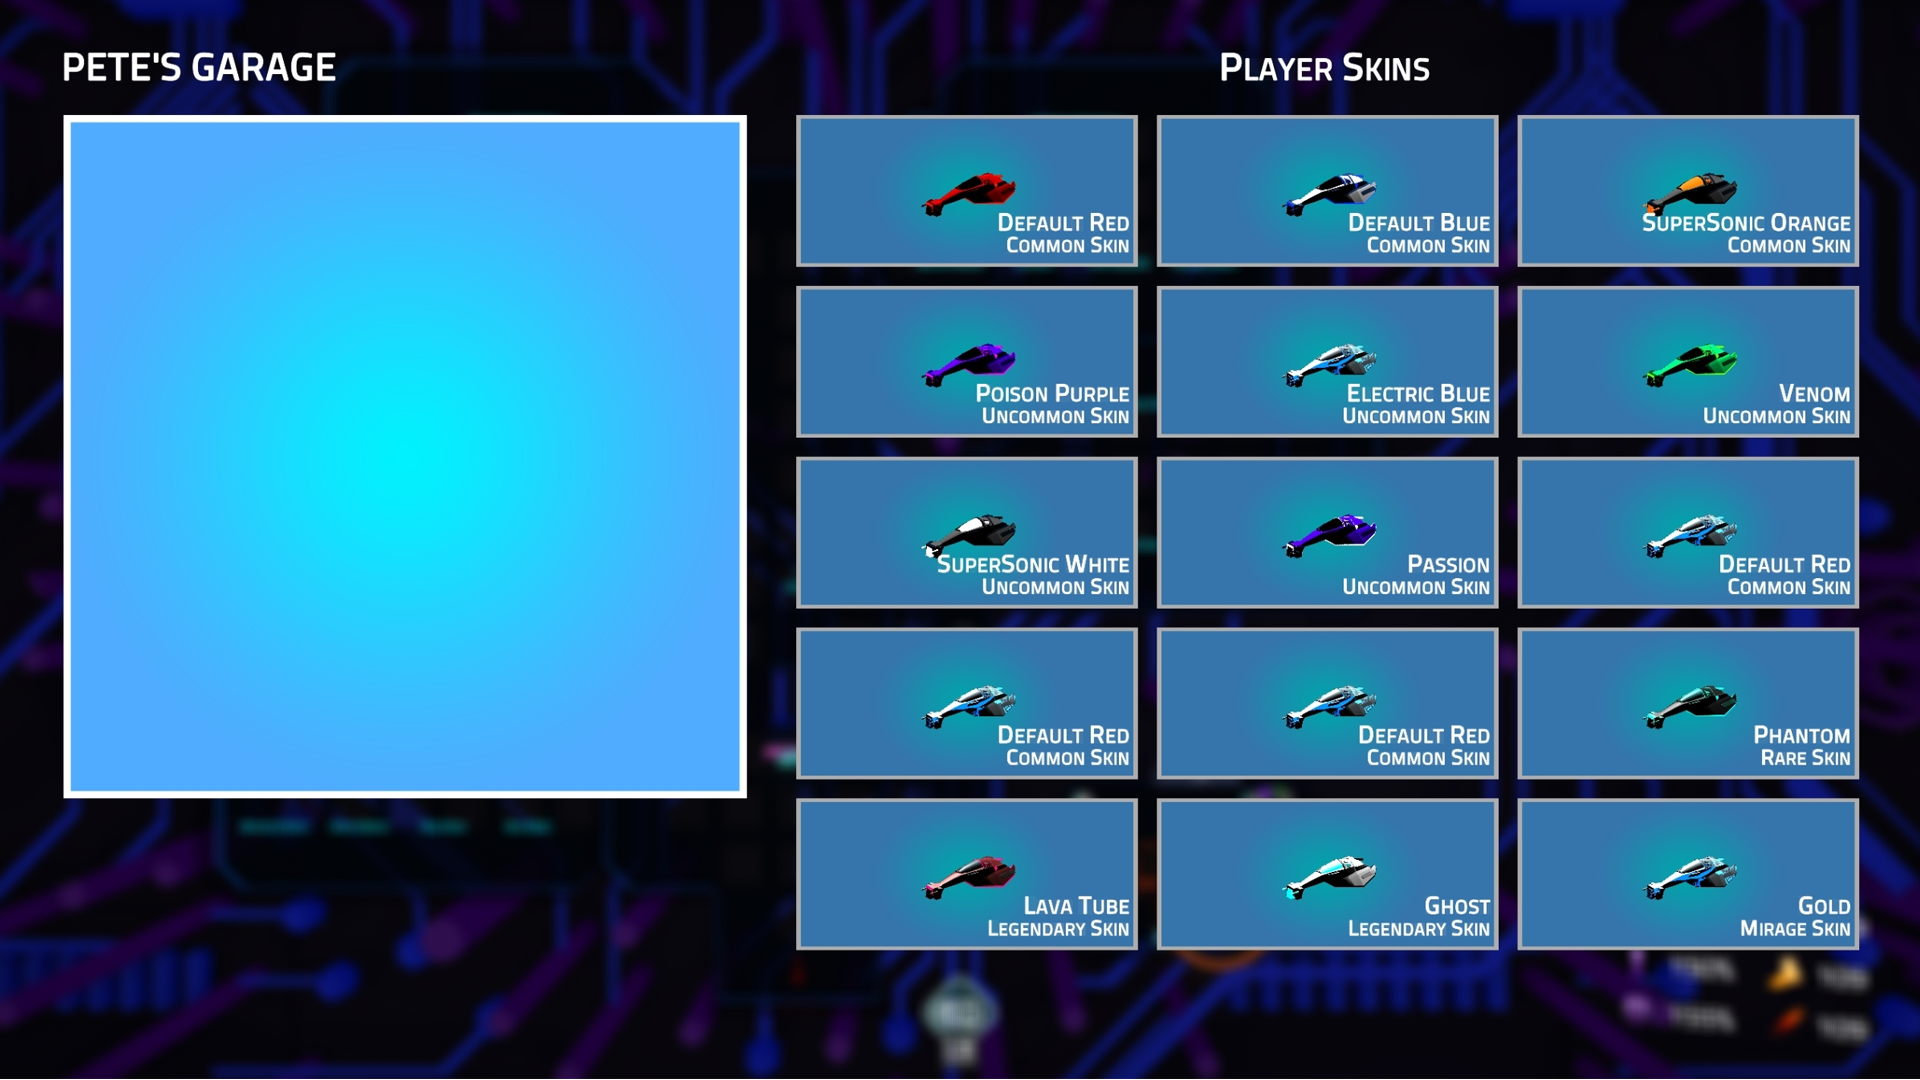 PETE'S GARAGE
PLAYER SKINS
DEFAULT RED
COMMON SKIN
DEFAULT BLUE
COMMON SKIN
SUPERSONIC ORANGE
COMMON SKIN
POISON PURPLE
UNCOMMON SKIN
ELECTRIC BLUE
UNCOMMON SKIN
VENOM
UNCOMMON SKIN
SUPERSONIC WHITE
UNCOMMON SKIN
PASSION
UNCOMMON SKIN
DEFAULT RED
COMMON SKIN
DEFAULT RED
COMMON SKIN
DEFAULT RED
COMMON SKIN
PHANTOM
RARE SKIN
LAVA TUBE
LEGENDARY SKIN
GHOST
LEGENDARY SKIN
GOLD
MIRAGE SKIN